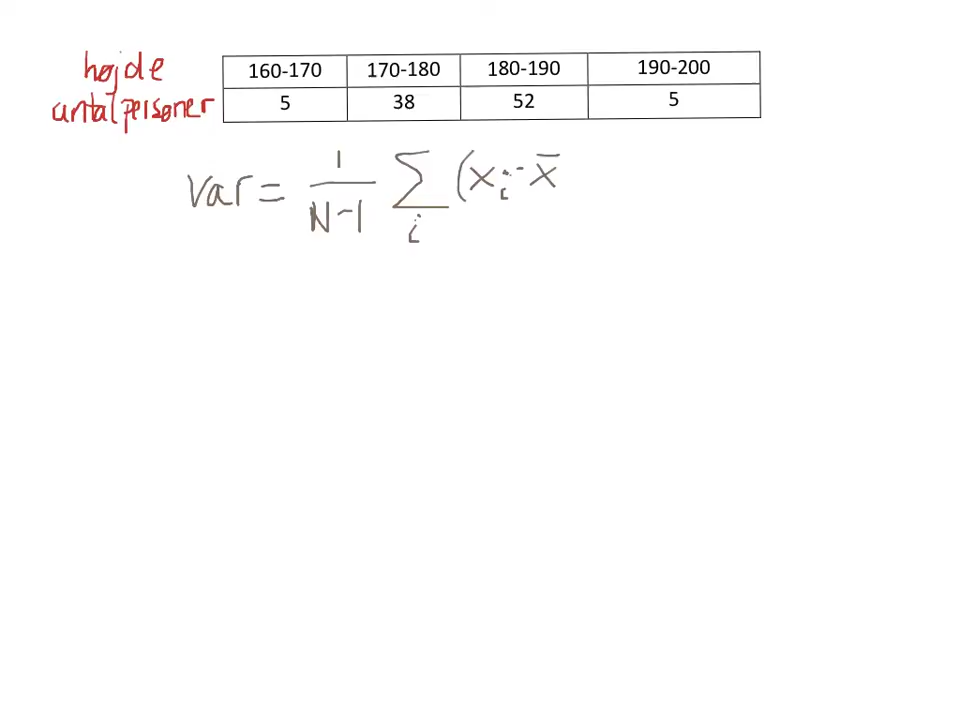 højde 160-170 170-180 180-190 190-200
antal personer 5 38 52 5
var = 1/(N-1) Σ_i (x_i - x̄